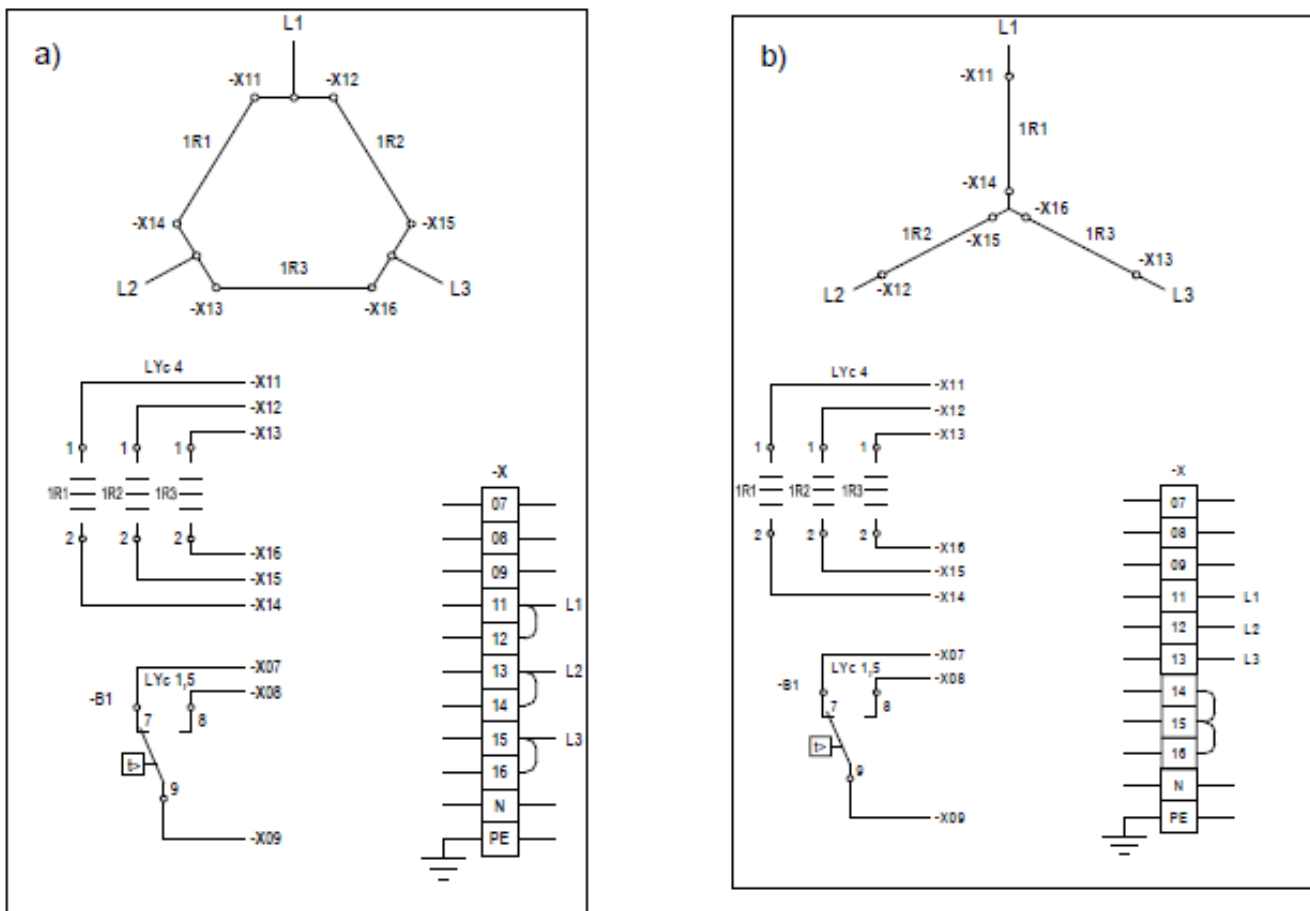 a)
L1
-X11
-X12
1R1
1R2
-X14
-X15
1R3
L2
L3
-X13
-X16
LYc 4
-X11
-X12
-X13
1
1
1
1R1
1R2
1R3
2
2
2
-X16
-X15
-X14
-X07
LYc 1,5
-X08
-B1
7
8
t>
9
-X09
-X
07
08
09
11
L1
12
13
L2
14
15
L3
16
N
PE
b)
L1
-X11
1R1
-X14
-X16
1R2
-X15
1R3
-X13
L2
-X12
L3
LYc 4
-X11
-X12
-X13
1
1
1
1R1
1R2
1R3
2
2
2
-X16
-X15
-X14
-X07
LYc 1,5
-X08
-B1
7
8
t>
9
-X09
-X
07
08
09
11
L1
12
L2
13
L3
14
15
16
N
PE